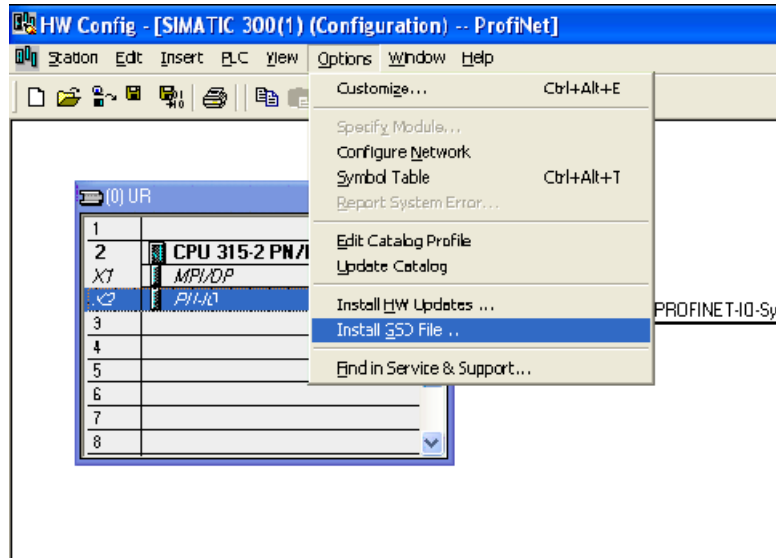 HW Config - [SIMATIC 300(1) (Configuration) -- ProfiNet]
Station Edit Insert PLC View Options Window Help
Customize... Ctrl+Alt+E
Specify Module...
Configure Network
Symbol Table Ctrl+Alt+T
Report System Error...
Edit Catalog Profile
Update Catalog
Install HW Updates ...
Install GSD File ...
Find in Service & Support...
(0) UR
1
2 CPU 315-2 PN/
X1 MPI/DP
X2 PN-IO
3
4
5
6
7
8
PROFINET-IO-Sy